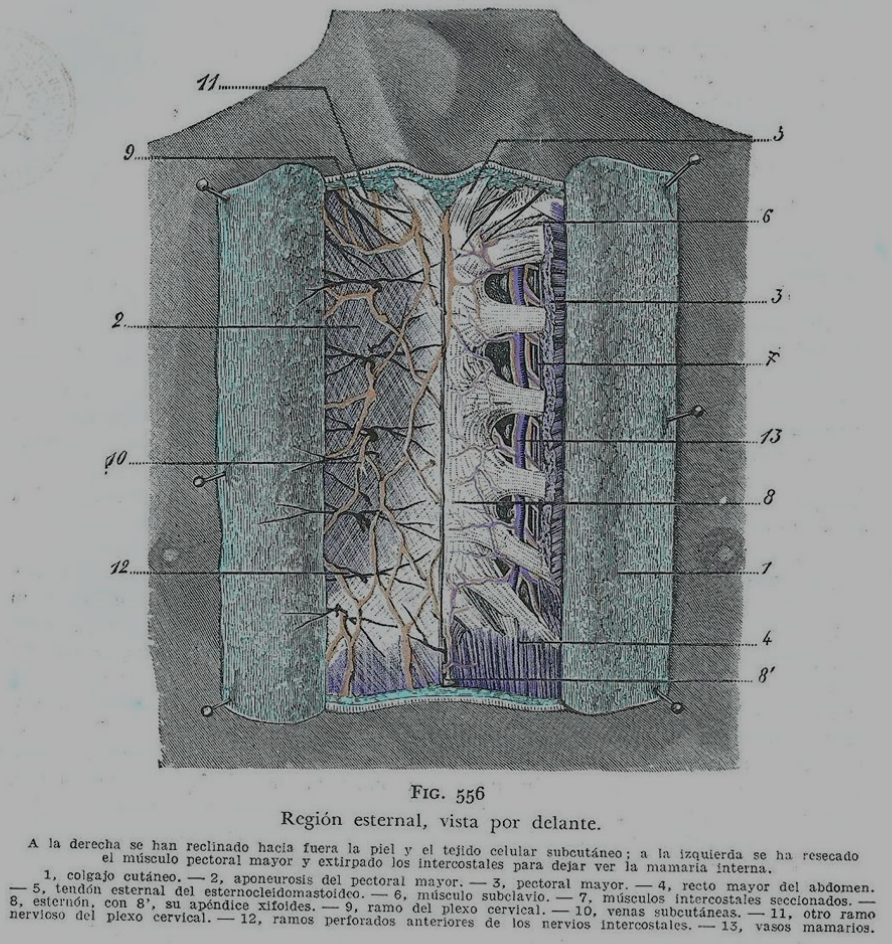 11
9
5
6
2
3
7
10
13
8
12
1
4
8'
FIG. 556
Región esternal, vista por delante.
A la derecha se han reclinado hacia fuera la piel y el tejido celular subcutáneo; a la izquierda se ha resecado
el músculo pectoral mayor y extirpado los intercostales para dejar ver la mamaria interna.
1, colgajo cutáneo. — 2, aponeurosis del pectoral mayor. — 3, pectoral mayor. — 4, recto mayor del abdomen.
— 5, tendón esternal del esternocleidomastoideo. — 6, músculo subclavio. — 7, músculos intercostales seccionados. —
8, esternón, con 8', su apéndice xifoides. — 9, ramo del plexo cervical. — 10, venas subcutáneas. — 11, otro ramo
nervioso del plexo cervical. — 12, ramos perforados anteriores de los nervios intercostales. — 13, vasos mamarios.